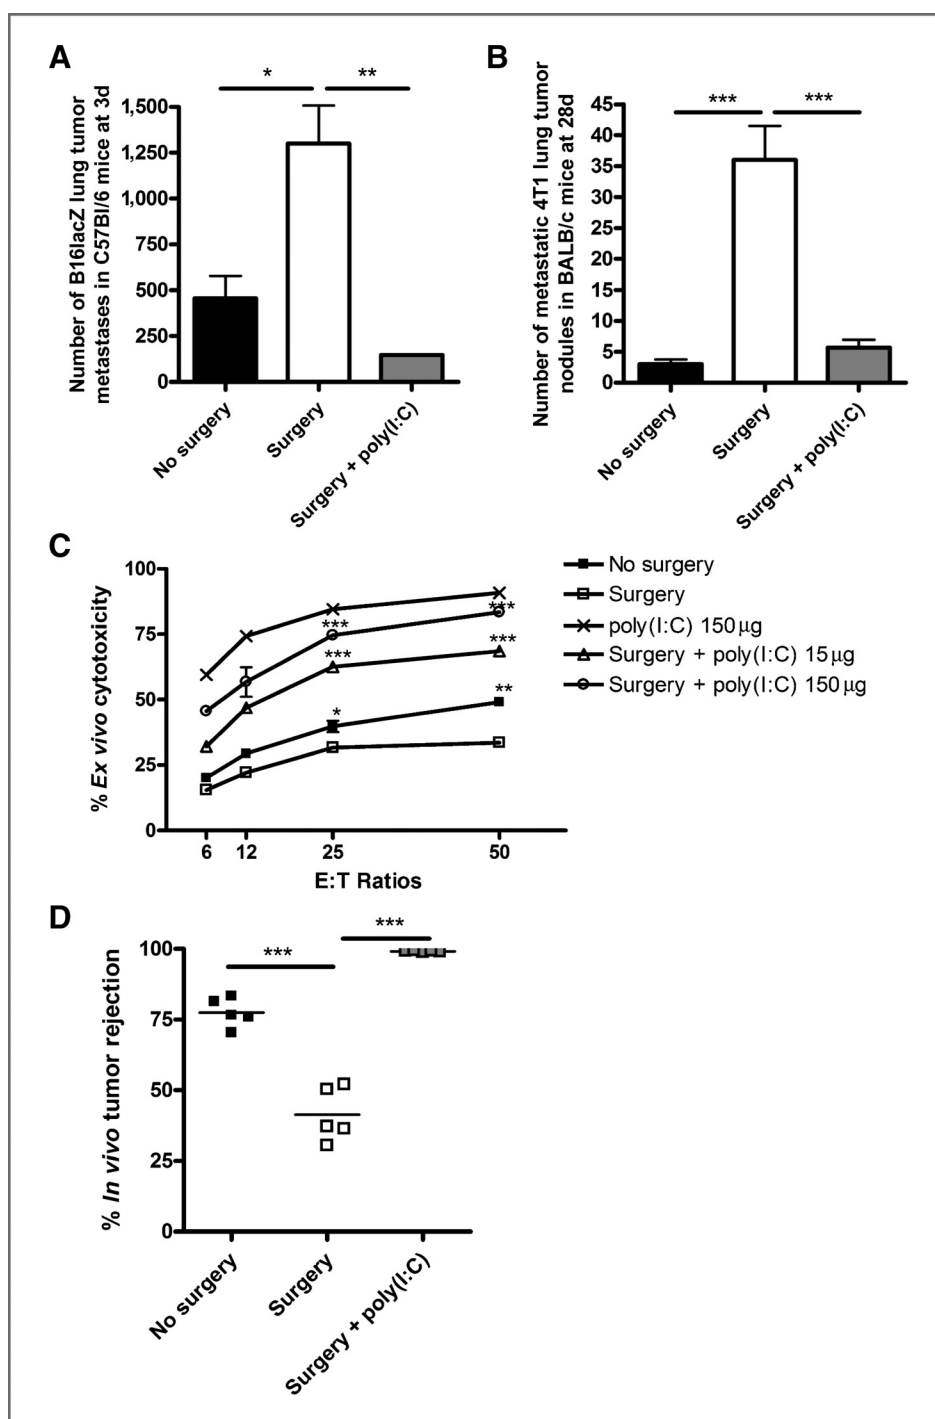 A
Number of B16lacZ lung tumor
metastases in C57Bl/6 mice at 3d
* **
1,500
1,250
1,000
750
500
250
0
No surgery
Surgery
Surgery + poly(I:C)
B
Number of metastatic 4T1 lung tumor
nodules in BALB/c mice at 28d
*** ***
45
40
35
30
25
20
15
10
5
0
No surgery
Surgery
Surgery + poly(I:C)
C
% Ex vivo cytotoxicity
100
75
50
25
0
***
***
***
***
**
*
6 12 25 50
E:T Ratios
No surgery
Surgery
poly(I:C) 150 µg
Surgery + poly(I:C) 15 µg
Surgery + poly(I:C) 150 µg
D
% In vivo tumor rejection
*** ***
100
75
50
25
0
No surgery
Surgery
Surgery + poly(I:C)